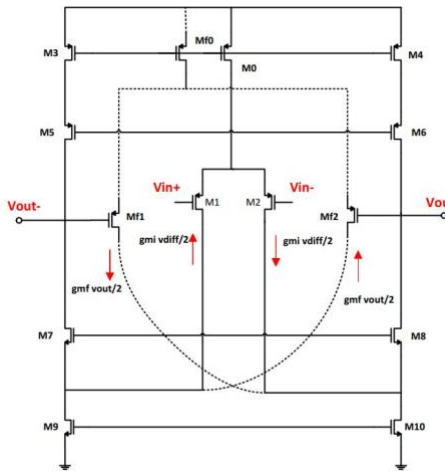 Mf0
M3
M0
M4
M5
M6
Vin+
Vin-
Vout-
Mf1
M1
M2
Mf2
Vou
gmi vdiff/2
gmi vdiff/2
gmf vout/2
gmf vout/2
M7
M8
M9
M10